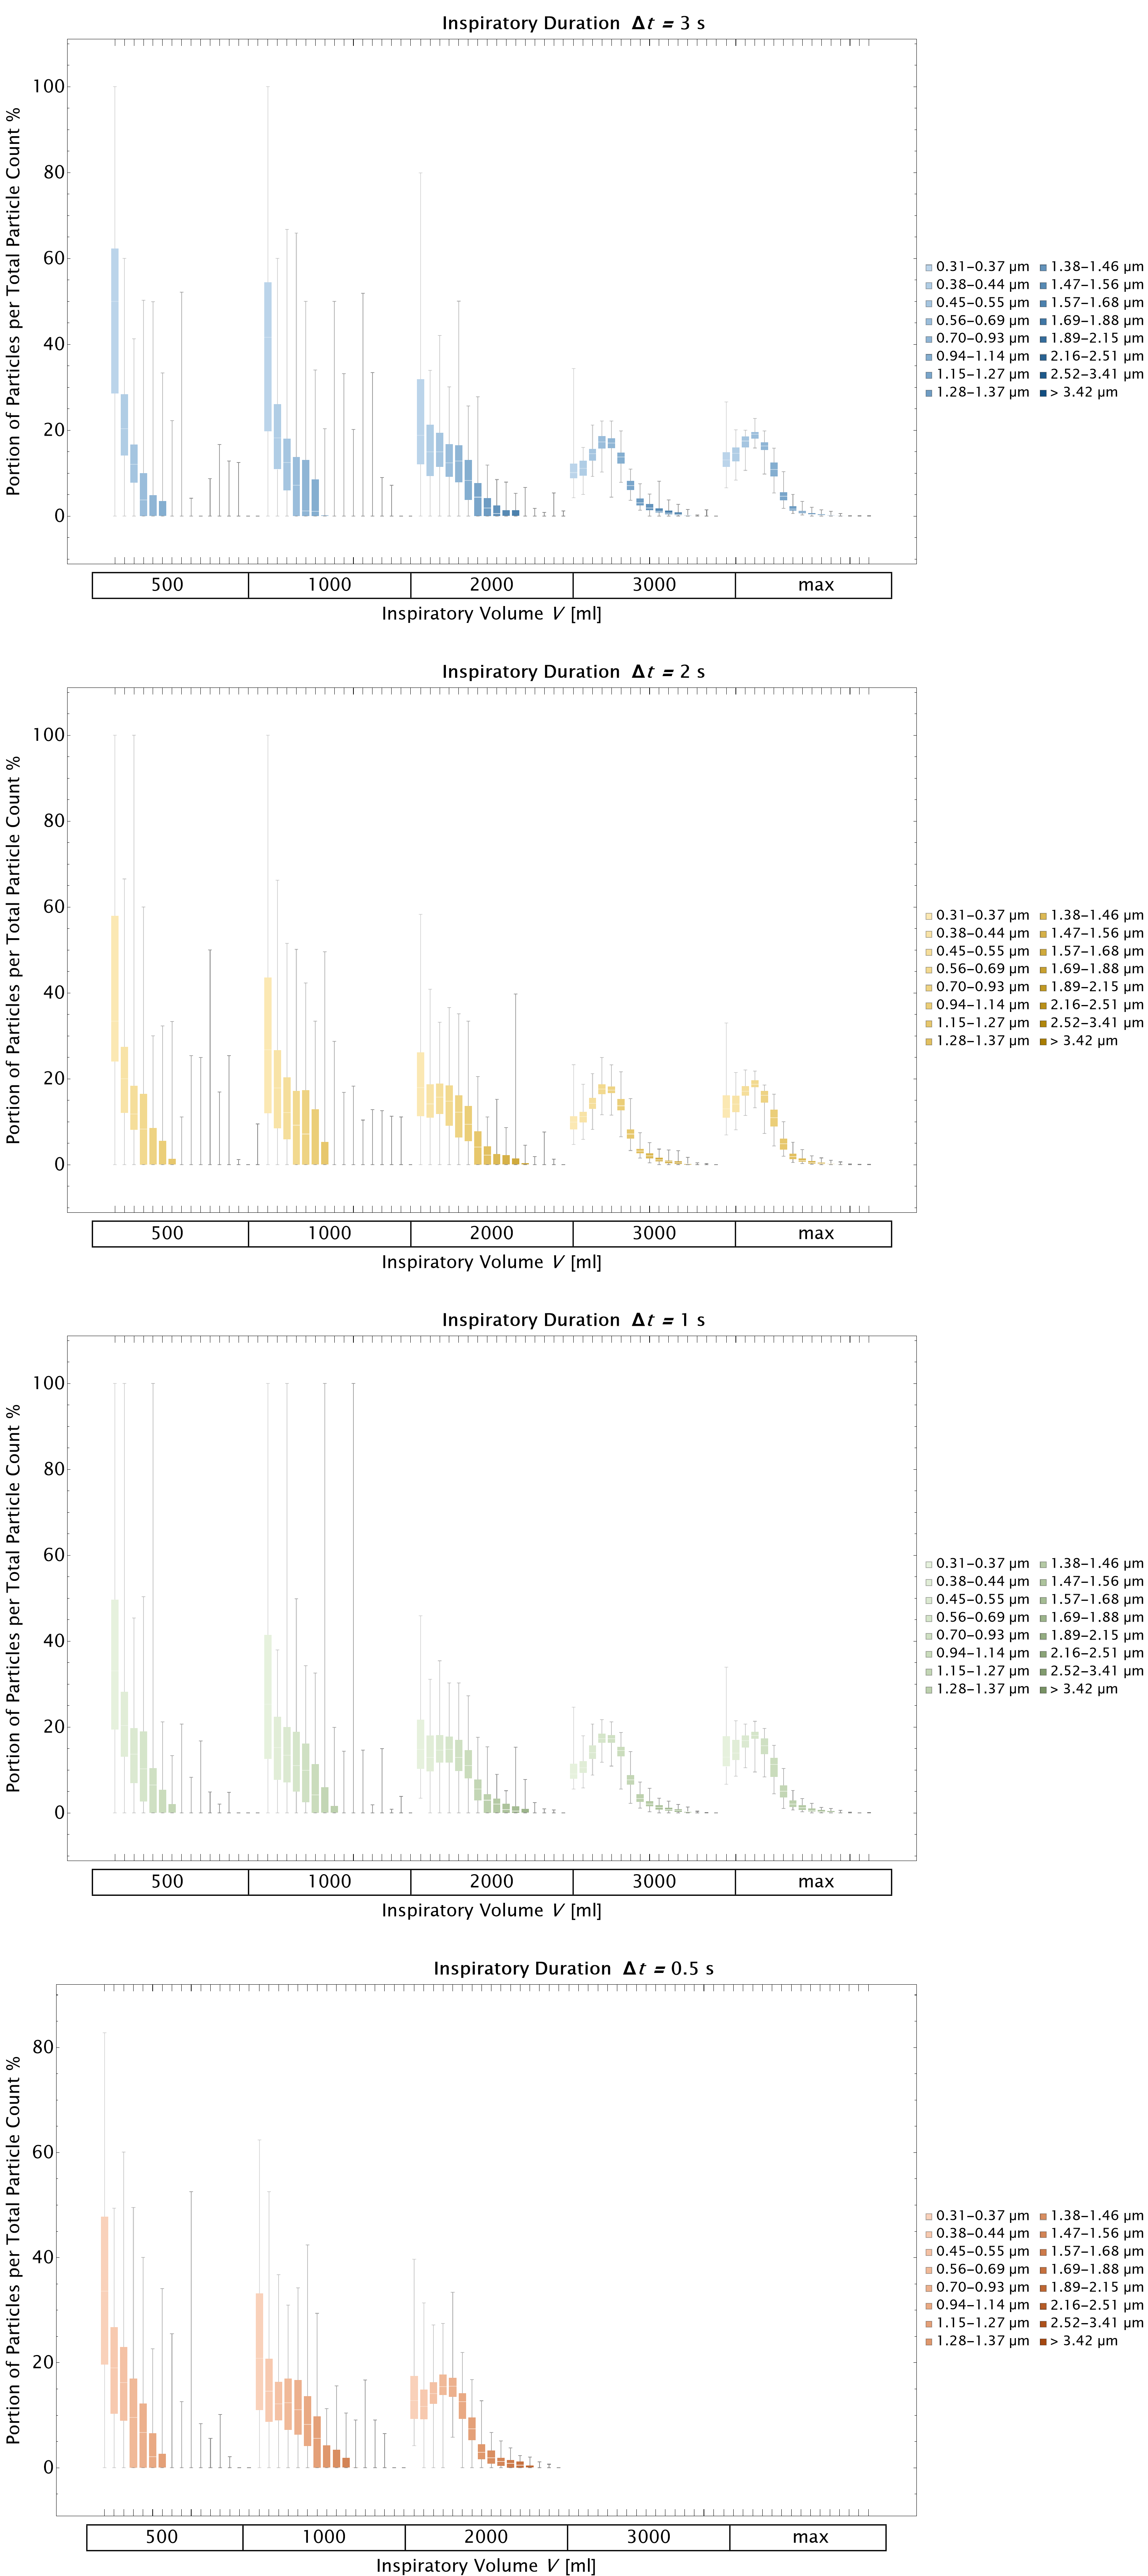 Inspiratory Duration Δt = 3 s
Portion of Particles per Total Particle Count %
100
80
60
40
20
0
500 1000 2000 3000 max
Inspiratory Volume V [ml]
0.31–0.37 μm 1.38–1.46 μm
0.38–0.44 μm 1.47–1.56 μm
0.45–0.55 μm 1.57–1.68 μm
0.56–0.69 μm 1.69–1.88 μm
0.70–0.93 μm 1.89–2.15 μm
0.94–1.14 μm 2.16–2.51 μm
1.15–1.27 μm 2.52–3.41 μm
1.28–1.37 μm > 3.42 μm
Inspiratory Duration Δt = 2 s
Portion of Particles per Total Particle Count %
100
80
60
40
20
0
500 1000 2000 3000 max
Inspiratory Volume V [ml]
0.31–0.37 μm 1.38–1.46 μm
0.38–0.44 μm 1.47–1.56 μm
0.45–0.55 μm 1.57–1.68 μm
0.56–0.69 μm 1.69–1.88 μm
0.70–0.93 μm 1.89–2.15 μm
0.94–1.14 μm 2.16–2.51 μm
1.15–1.27 μm 2.52–3.41 μm
1.28–1.37 μm > 3.42 μm
Inspiratory Duration Δt = 1 s
Portion of Particles per Total Particle Count %
100
80
60
40
20
0
500 1000 2000 3000 max
Inspiratory Volume V [ml]
0.31–0.37 μm 1.38–1.46 μm
0.38–0.44 μm 1.47–1.56 μm
0.45–0.55 μm 1.57–1.68 μm
0.56–0.69 μm 1.69–1.88 μm
0.70–0.93 μm 1.89–2.15 μm
0.94–1.14 μm 2.16–2.51 μm
1.15–1.27 μm 2.52–3.41 μm
1.28–1.37 μm > 3.42 μm
Inspiratory Duration Δt = 0.5 s
Portion of Particles per Total Particle Count %
80
60
40
20
0
500 1000 2000 3000 max
Inspiratory Volume V [ml]
0.31–0.37 μm 1.38–1.46 μm
0.38–0.44 μm 1.47–1.56 μm
0.45–0.55 μm 1.57–1.68 μm
0.56–0.69 μm 1.69–1.88 μm
0.70–0.93 μm 1.89–2.15 μm
0.94–1.14 μm 2.16–2.51 μm
1.15–1.27 μm 2.52–3.41 μm
1.28–1.37 μm > 3.42 μm